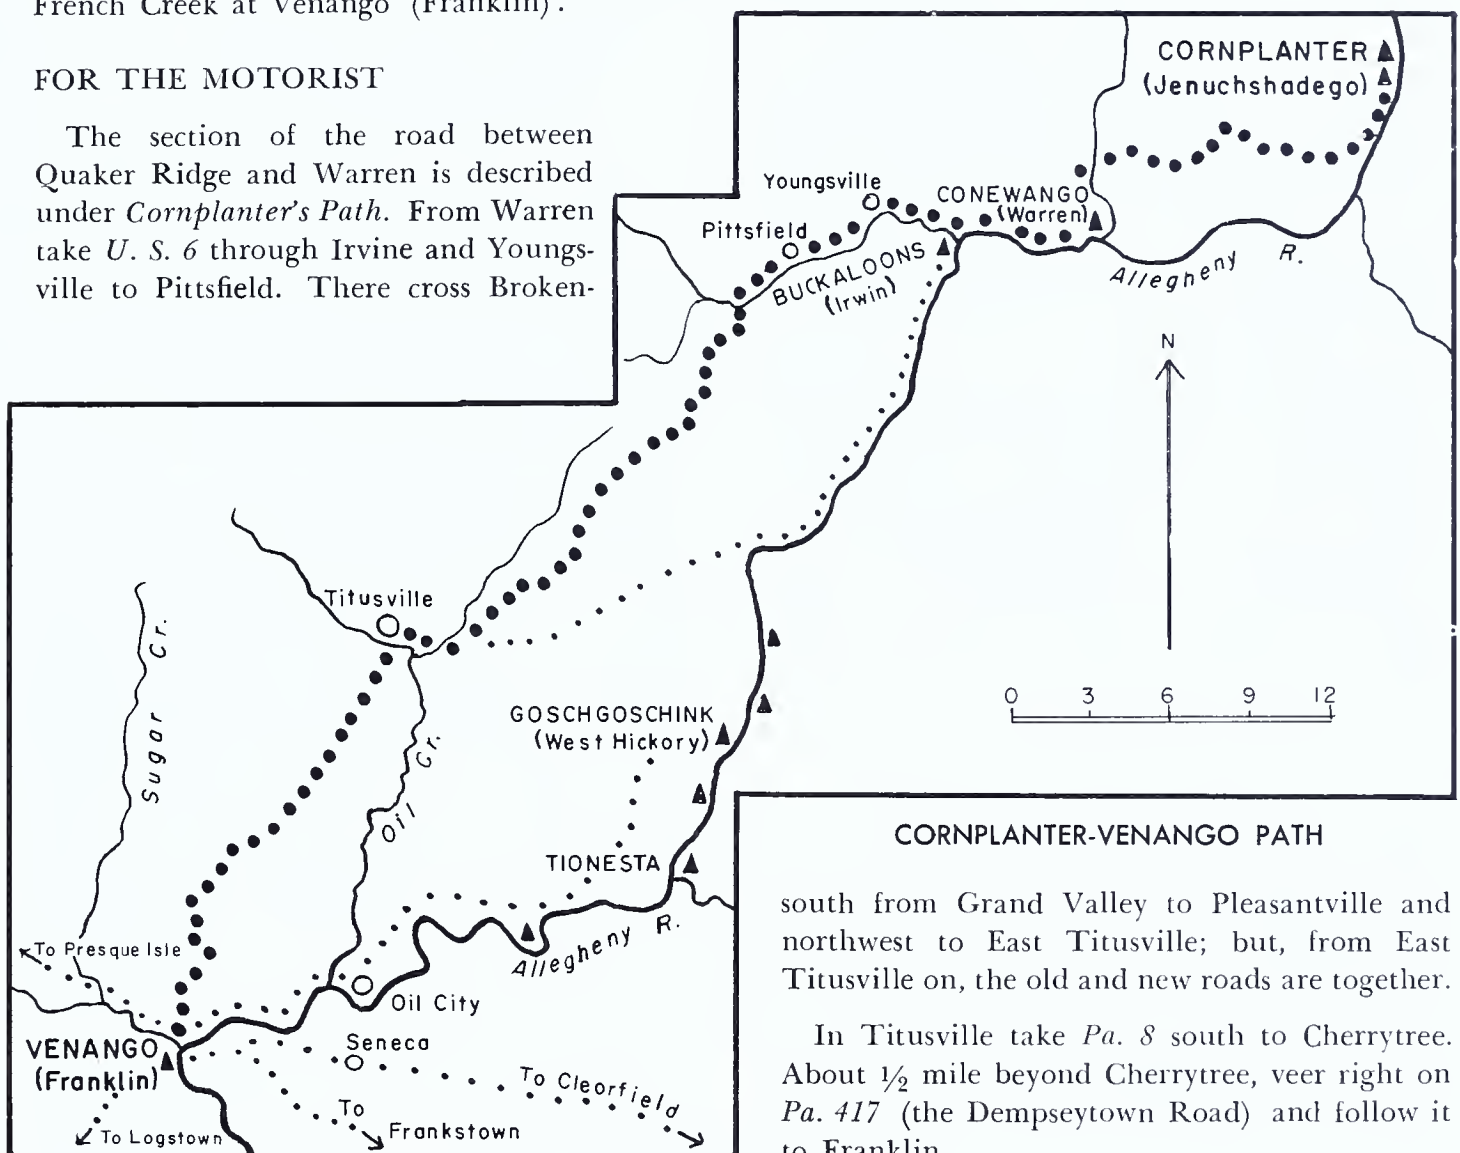 French Creek at Venango (Franklin).
FOR THE MOTORIST
The section of the road between
Quaker Ridge and Warren is described
under Cornplanter's Path. From Warren
take U. S. 6 through Irvine and Youngs-
ville to Pittsfield. There cross Broken-
CORNPLANTER
(Jenuchshadego)
Youngsville
CONEWANGO
(Warren)
Pittsfield
BUCKALOONS
(Irwin)
Allegheny R.
N
Titusville
Sugar Cr.
Oil Cr.
GOSCHGOSCHINK
(West Hickory)
0 3 6 9 12
TIONESTA
Allegheny R.
To Presque Isle
Oil City
VENANGO
(Franklin)
Seneca
To Clearfield
To
Frankstown
To Logstown
CORNPLANTER-VENANGO PATH
south from Grand Valley to Pleasantville and
northwest to East Titusville; but, from East
Titusville on, the old and new roads are together.
In Titusville take Pa. 8 south to Cherrytree.
About ½ mile beyond Cherrytree, veer right on
Pa. 417 (the Dempseytown Road) and follow it
to Franklin